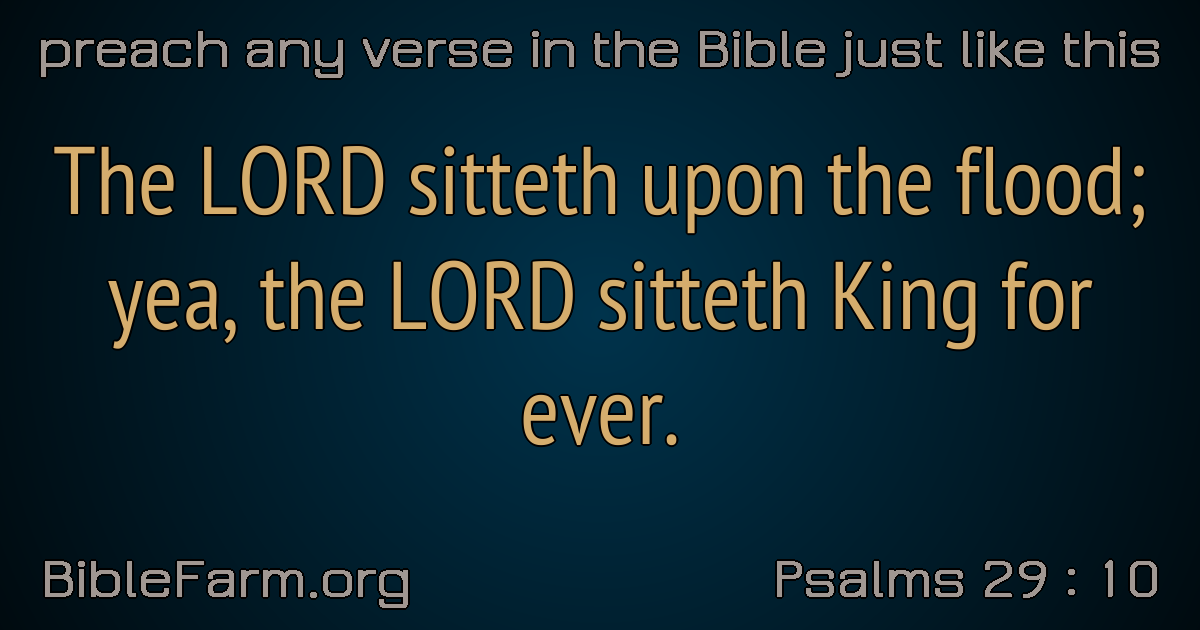 preach any verse in the Bible just like this
The LORD sitteth upon the flood;
yea, the LORD sitteth King for
ever.
BibleFarm.org
Psalms 29 : 10